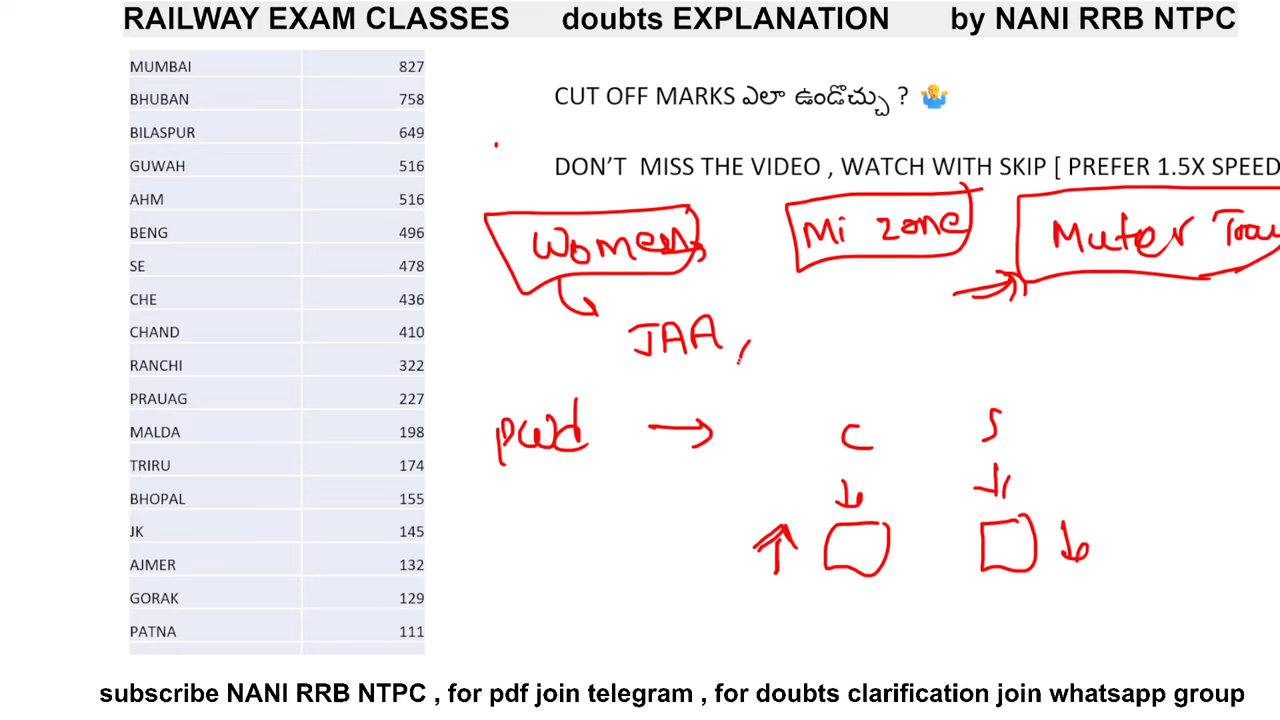 RAILWAY EXAM CLASSES doubts EXPLANATION by NANI RRB NTPC
MUMBAI 827
BHUBAN 758
BILASPUR 649
GUWAH 516
AHM 516
BENG 496
SE 478
CHE 436
CHAND 410
RANCHI 322
PRAUAG 227
MALDA 198
TRIRU 174
BHOPAL 155
JK 145
AJMER 132
GORAK 129
PATNA 111
CUT OFF MARKS ఎలా ఉండొచ్చు ? 🤷
DON'T MISS THE VIDEO , WATCH WITH SKIP [ PREFER 1.5X SPEED
Mi zone
JAA ,
pwd → C S
subscribe NANI RRB NTPC , for pdf join telegram , for doubts clarification join whatsapp group